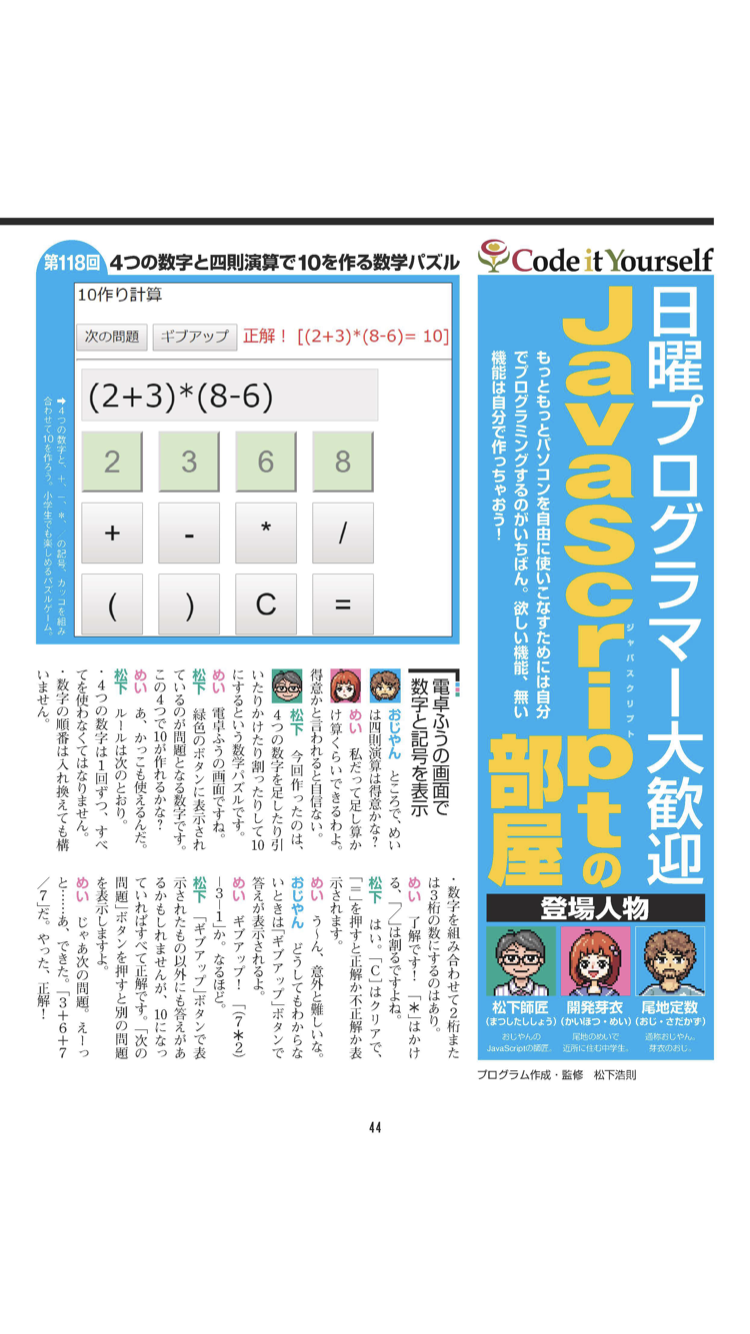 Code it Yourself
日曜プログラマー大歓迎
JavaScriptの
ジャバスクリプト
部屋
もっともっとパソコンを自由に使いこなすためには自分
でプログラミングするのがいちばん。欲しい機能、無い
機能は自分で作っちゃおう！
登場人物
尾地定数
(おじ・さだかず)
通称おじやん。
芽衣のおじ。
開発芽衣
(かいほつ・めい)
尾地のめいで
近所に住む中学生。
松下師匠
(まつしたししょう)
おじやんの
JavaScriptの師匠。
プログラム作成・監修　松下浩則
第118回
4つの数字と四則演算で10を作る数学パズル
10作り計算
次の問題
ギブアップ
正解！ [(2+3)*(8-6)= 10]
(2+3)*(8-6)
2 3 6 8
+ - * /
( ) C =
➡4つの数字と、+、－、＊、／の記号、カッコを組み
合わせて10を作ろう。小学生でも楽しめるパズルゲーム。
電卓ふうの画面で
数字と記号を表示
おじやん　ところで、めい
は四則演算は得意かな？
めい　私だって足し算か
け算くらいできるわよ。
得意かと言われると自信ない。
松下　今回作ったのは、
4つの数字を足したり引
いたりかけたり割ったりして10
にするという数学パズルです。
めい　電卓ふうの画面ですね。
松下　緑色のボタンに表示され
ているのが問題となる数字です。
この4つで10が作れるかな？
めい　あ、かっこも使えるんだ。
松下　ルールは次のとおり。
・4つの数字は1回ずつ、すべ
てを使わなくてはなりません。
・数字の順番は入れ換えても構
いません。
・数字を組み合わせて2桁また
は3桁の数にするのはあり。
めい　了解です！「＊」はかけ
る、「／」は割るですよね。
松下　はい。「C」はクリアで、
「＝」を押すと正解か不正解か表
示されます。
めい　う～ん、意外と難しいな。
おじやん　どうしてもわからな
いときは「ギブアップ」ボタンで
答えが表示されるよ。
めい　ギブアップ！　「(7＊2)
－3－1」か。なるほど。
松下　「ギブアップ」ボタンで表
示されたもの以外にも答えがあ
るかもしれませんが、10になっ
ていればすべて正解です。「次の
問題」ボタンを押すと別の問題
を表示しますよ。
めい　じゃあ次の問題。えーっ
と……あ、できた。「3＋6＋7
／7」だ。やった、正解！
44